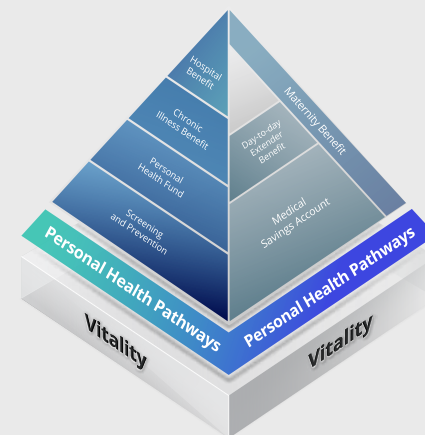 Hospital
Benefit
Chronic
Illness Benefit
Personal
Health Fund
Screening
and Prevention
Maternity Benefit
Day-to-day
Extender
Benefit
Medical
Savings Account
Personal Health Pathways
Personal Health Pathways
Vitality
Vitality